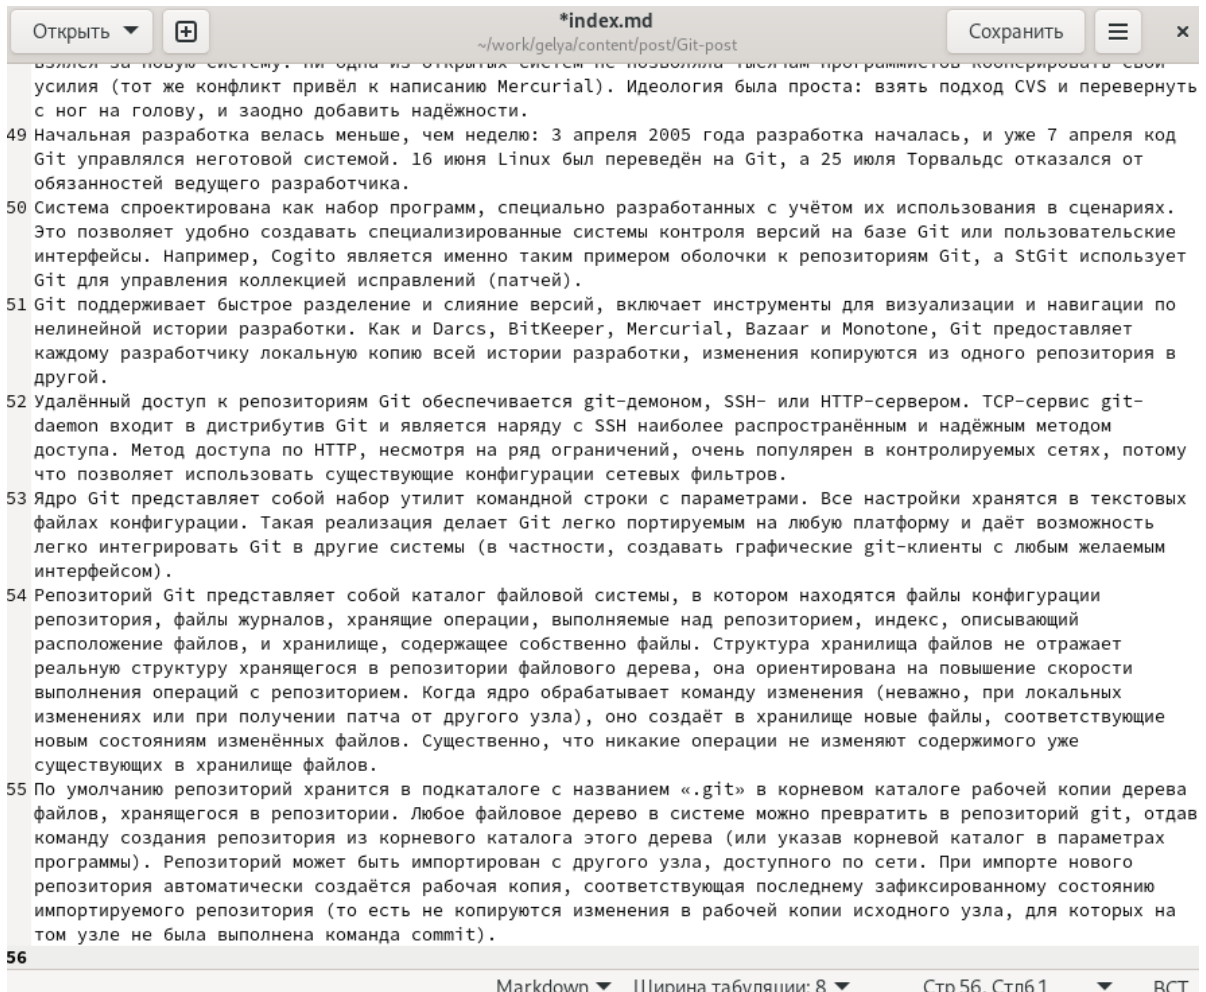 Открыть
*index.md
~/work/gelya/content/post/Git-post
Сохранить
взялся за новую систему: ни одна из открытых систем не позволяла тысячам программистов кооперировать свои
усилия (тот же конфликт привёл к написанию Mercurial). Идеология была проста: взять подход CVS и перевернуть
с ног на голову, и заодно добавить надёжности.
49 Начальная разработка велась меньше, чем неделю: 3 апреля 2005 года разработка началась, и уже 7 апреля код
Git управлялся неготовой системой. 16 июня Linux был переведён на Git, а 25 июля Торвальдс отказался от
обязанностей ведущего разработчика.
50 Система спроектирована как набор программ, специально разработанных с учётом их использования в сценариях.
Это позволяет удобно создавать специализированные системы контроля версий на базе Git или пользовательские
интерфейсы. Например, Cogito является именно таким примером оболочки к репозиториям Git, а StGit использует
Git для управления коллекцией исправлений (патчей).
51 Git поддерживает быстрое разделение и слияние версий, включает инструменты для визуализации и навигации по
нелинейной истории разработки. Как и Darcs, BitKeeper, Mercurial, Bazaar и Monotone, Git предоставляет
каждому разработчику локальную копию всей истории разработки, изменения копируются из одного репозитория в
другой.
52 Удалённый доступ к репозиториям Git обеспечивается git-демоном, SSH- или HTTP-сервером. TCP-сервис git-
daemon входит в дистрибутив Git и является наряду с SSH наиболее распространённым и надёжным методом
доступа. Метод доступа по HTTP, несмотря на ряд ограничений, очень популярен в контролируемых сетях, потому
что позволяет использовать существующие конфигурации сетевых фильтров.
53 Ядро Git представляет собой набор утилит командной строки с параметрами. Все настройки хранятся в текстовых
файлах конфигурации. Такая реализация делает Git легко портируемым на любую платформу и даёт возможность
легко интегрировать Git в другие системы (в частности, создавать графические git-клиенты с любым желаемым
интерфейсом).
54 Репозиторий Git представляет собой каталог файловой системы, в котором находятся файлы конфигурации
репозитория, файлы журналов, хранящие операции, выполняемые над репозиторием, индекс, описывающий
расположение файлов, и хранилище, содержащее собственно файлы. Структура хранилища файлов не отражает
реальную структуру хранящегося в репозитории файлового дерева, она ориентирована на повышение скорости
выполнения операций с репозиторием. Когда ядро обрабатывает команду изменения (неважно, при локальных
изменениях или при получении патча от другого узла), оно создаёт в хранилище новые файлы, соответствующие
новым состояниям изменённых файлов. Существенно, что никакие операции не изменяют содержимого уже
существующих в хранилище файлов.
55 По умолчанию репозиторий хранится в подкаталоге с названием «.git» в корневом каталоге рабочей копии дерева
файлов, хранящегося в репозитории. Любое файловое дерево в системе можно превратить в репозиторий git, отдав
команду создания репозитория из корневого каталога этого дерева (или указав корневой каталог в параметрах
программы). Репозиторий может быть импортирован с другого узла, доступного по сети. При импорте нового
репозитория автоматически создаётся рабочая копия, соответствующая последнему зафиксированному состоянию
импортируемого репозитория (то есть не копируются изменения в рабочей копии исходного узла, для которых на
том узле не была выполнена команда commit).
56
Markdown Ширина табуляции: 8 Стр 56, Стлб 1 ВСТ